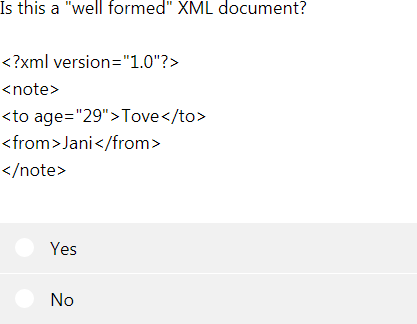 Is this a "well formed" XML document?
<?xml version="1.0"?>
<note>
<to age="29">Tove</to>
<from>Jani</from>
</note>
Yes
No